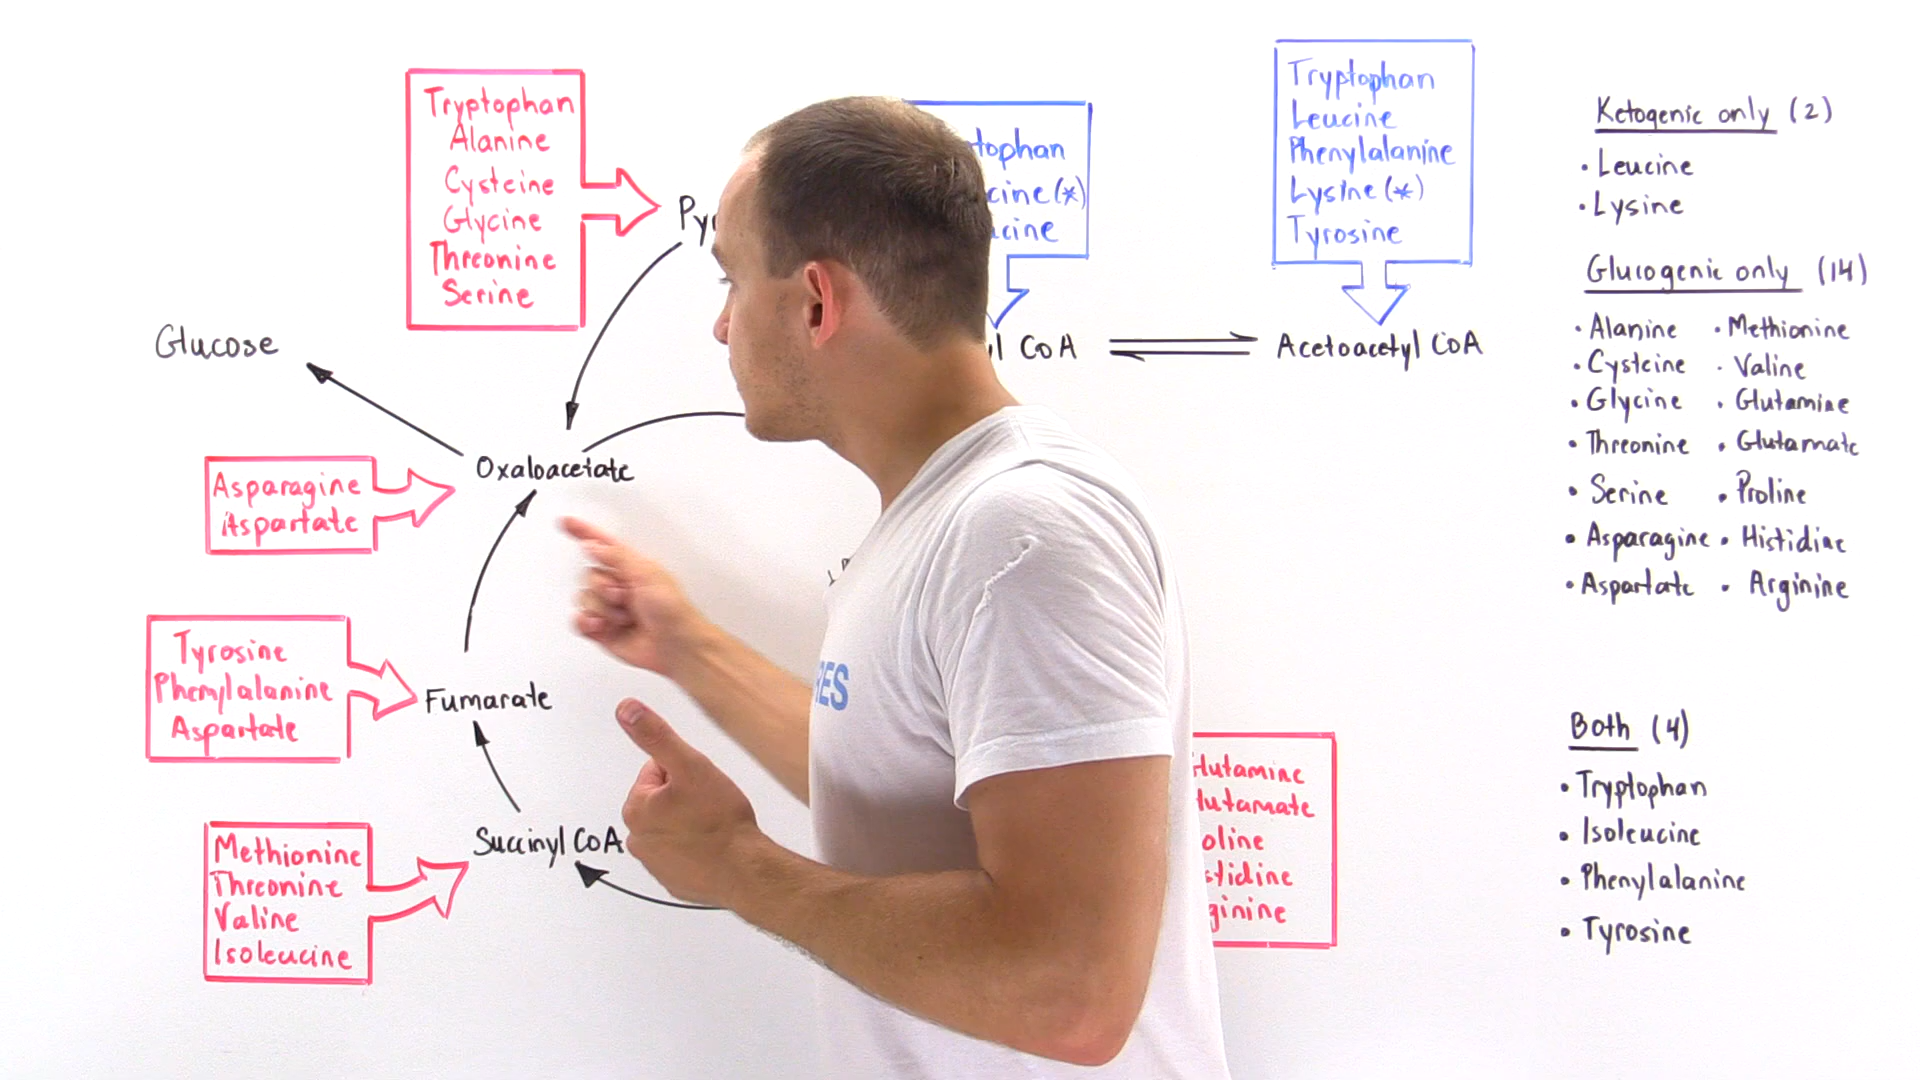 Tryptophan
Alanine
Cysteine
Glycine
Threonine
Serine
tophan
cine(*)
cine
Tryptophan
Leucine
Phenylalanine
Lysine (*)
Tyrosine
Glucose
CoA
Acetoacetyl CoA
Oxaloacetate
Asparagine
Aspartate
Tyrosine
Phenylalanine
Aspartate
Fumarate
Succinyl CoA
Methionine
Threonine
Valine
Isoleucine
lutamine
lutamate
oline
stidine
ginine
RES
Ketogenic only (2)
• Leucine
• Lysine
Glucogenic only (14)
• Alanine • Methionine
• Cysteine • Valine
• Glycine • Glutamine
• Threonine • Glutamate
• Serine • Proline
• Asparagine • Histidine
• Aspartate • Arginine
Both (4)
• Tryptophan
• Isoleucine
• Phenylalanine
• Tyrosine